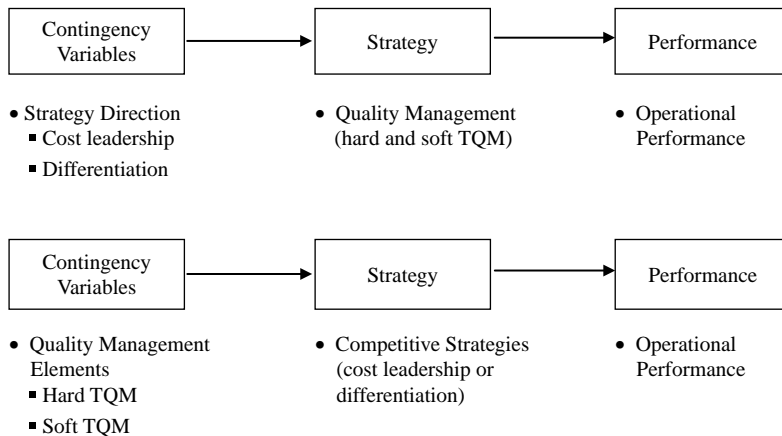 Contingency
Variables
Strategy
Performance
• Strategy Direction
▪ Cost leadership
▪ Differentiation
• Quality Management
(hard and soft TQM)
• Operational
Performance
Contingency
Variables
Strategy
Performance
• Quality Management
Elements
▪ Hard TQM
▪ Soft TQM
• Competitive Strategies
(cost leadership or
differentiation)
• Operational
Performance